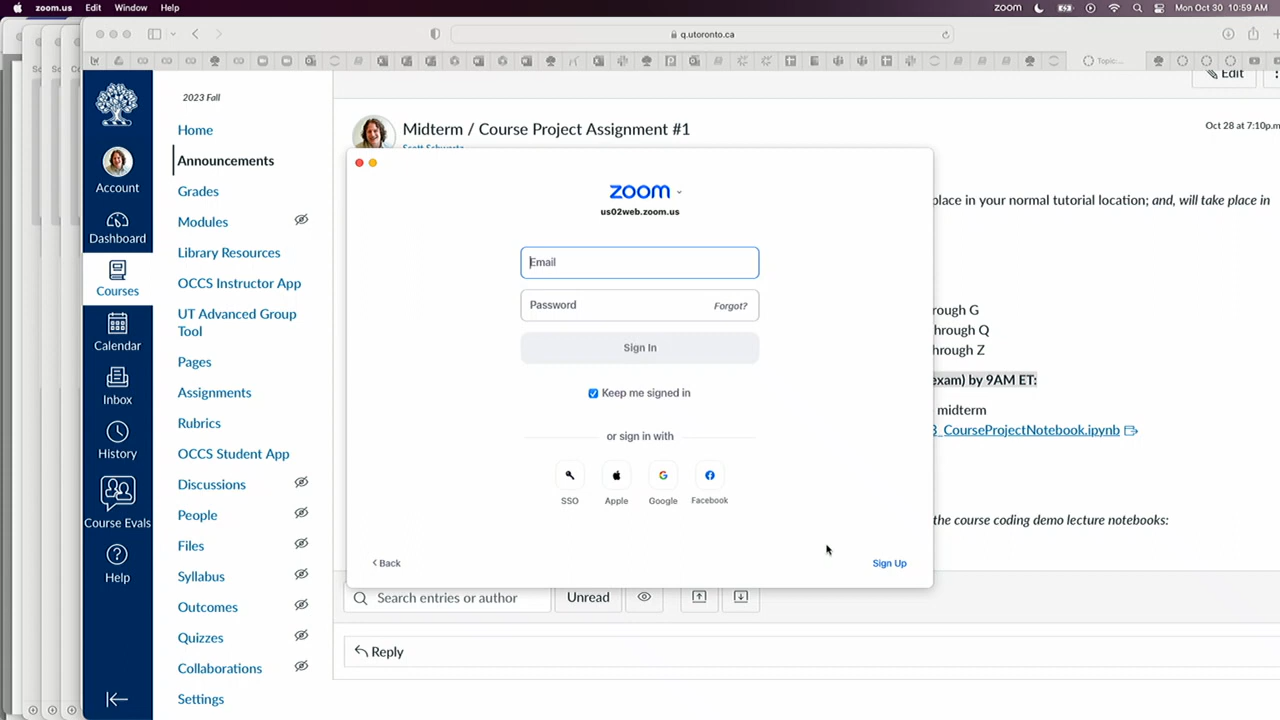 zoom.us Edit Window Help
zoom Mon Oct 30 10:59 AM
q.utoronto.ca
Topic...
2023 Fall
Home
Announcements
Grades
Modules
Library Resources
OCCS Instructor App
UT Advanced Group
Tool
Pages
Assignments
Rubrics
OCCS Student App
Discussions
People
Files
Syllabus
Outcomes
Quizzes
Collaborations
Settings
Account
Dashboard
Courses
Calendar
Inbox
History
Course Evals
Help
Edit
Midterm / Course Project Assignment #1
Oct 28 at 7:10p.m
place in your normal tutorial location; and, will take place in
rough G
hrough Q
hrough Z
exam) by 9AM ET:
midterm
_CourseProjectNotebook.ipynb
the course coding demo lecture notebooks:
zoom
us02web.zoom.us
Email
Password Forgot?
Sign In
Keep me signed in
or sign in with
SSO Apple Google Facebook
Back
Sign Up
Search entries or author Unread
Reply